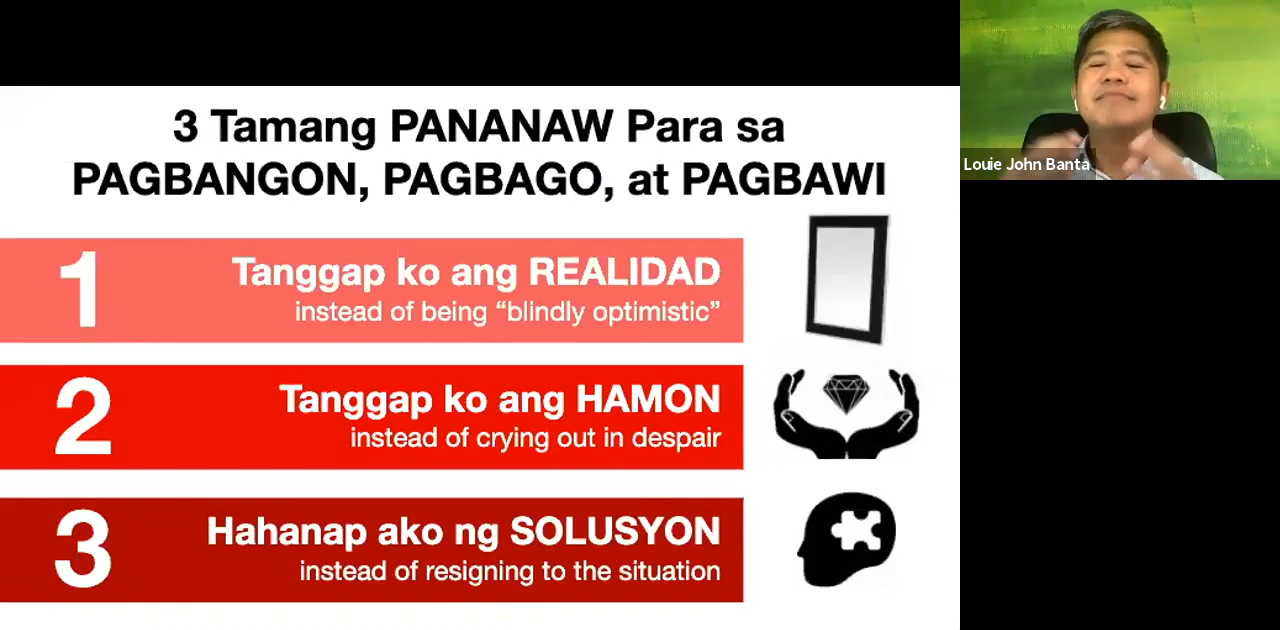 3 Tamang PANANAW Para sa
PAGBANGON, PAGBAGO, at PAGBAWI
1
Tanggap ko ang REALIDAD
instead of being “blindly optimistic”
2
Tanggap ko ang HAMON
instead of crying out in despair
3
Hahanap ako ng SOLUSYON
instead of resigning to the situation
Louie John Banta